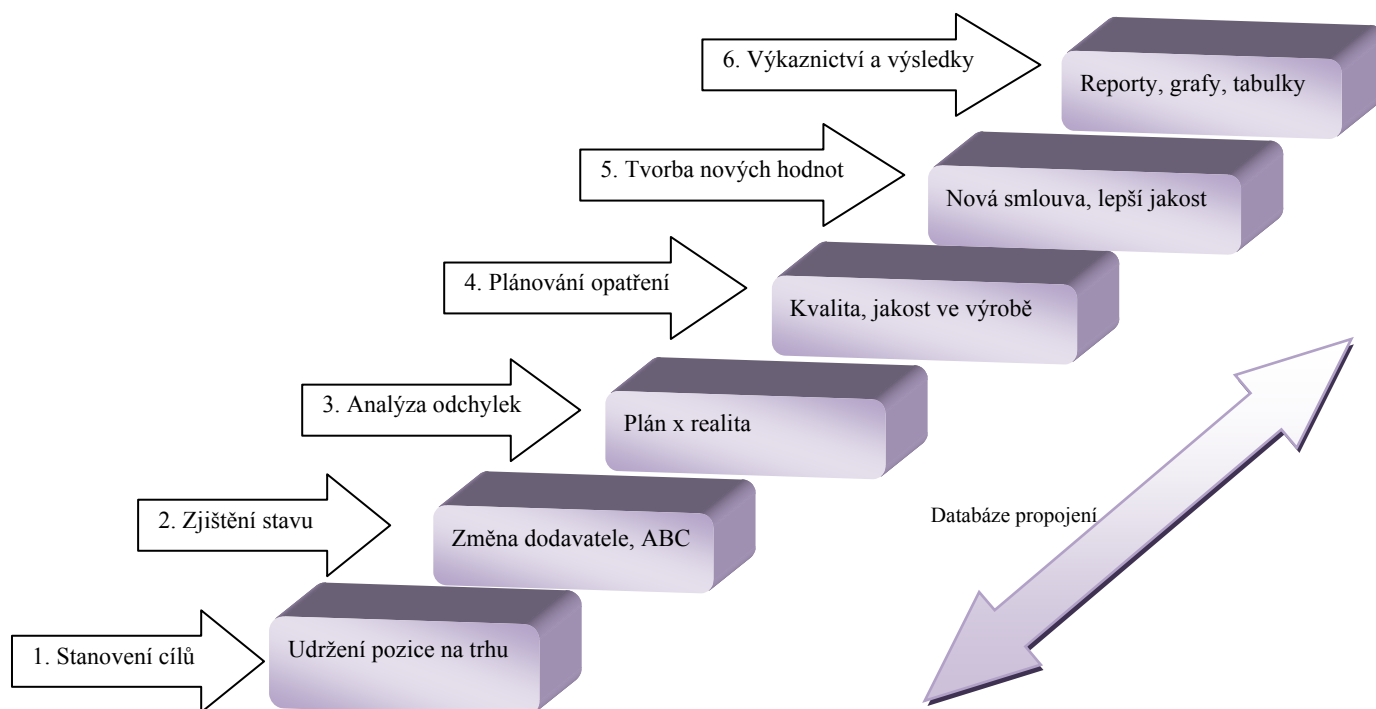 6. Výkaznictví a výsledky
Reporty, grafy, tabulky
5. Tvorba nových hodnot
Nová smlouva, lepší jakost
4. Plánování opatření
Kvalita, jakost ve výrobě
3. Analýza odchylek
Plán x realita
2. Zjištění stavu
Změna dodavatele, ABC
Databáze propojení
1. Stanovení cílů
Udržení pozice na trhu